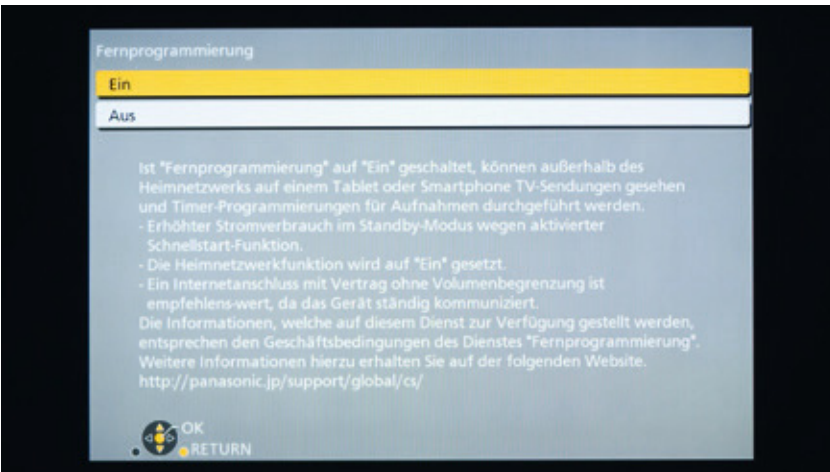 Fernprogrammierung
Ein
Aus
Ist "Fernprogrammierung" auf "Ein" geschaltet, können außerhalb des
Heimnetzwerks auf einem Tablet oder Smartphone TV-Sendungen gesehen
und Timer-Programmierungen für Aufnahmen durchgeführt werden.
- Erhöhter Stromverbrauch im Standby-Modus wegen aktivierter
Schnellstart-Funktion.
- Die Heimnetzwerkfunktion wird auf "Ein" gesetzt.
- Ein Internetanschluss mit Vertrag ohne Volumenbegrenzung ist
empfehlens-wert, da das Gerät ständig kommuniziert.
Die Informationen, welche auf diesem Dienst zur Verfügung gestellt werden,
entsprechen den Geschäftsbedingungen des Dienstes "Fernprogrammierung".
Weitere Informationen hierzu erhalten Sie auf der folgenden Website.
http://panasonic.jp/support/global/cs/
OK
RETURN